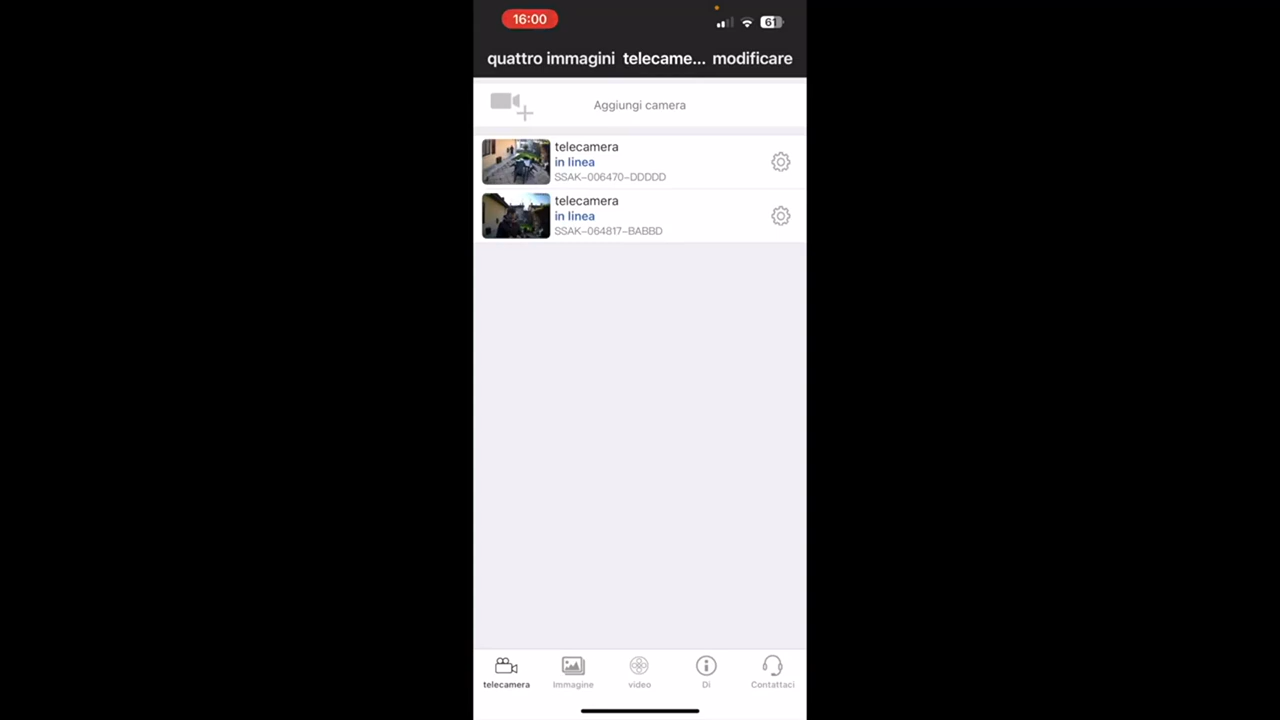 16:00
61
quattro immagini telecame... modificare
Aggiungi camera
telecamera
in linea
SSAK-006470-DDDDD
telecamera
in linea
SSAK-064817-BABBD
telecamera Immagine video Di Contattaci